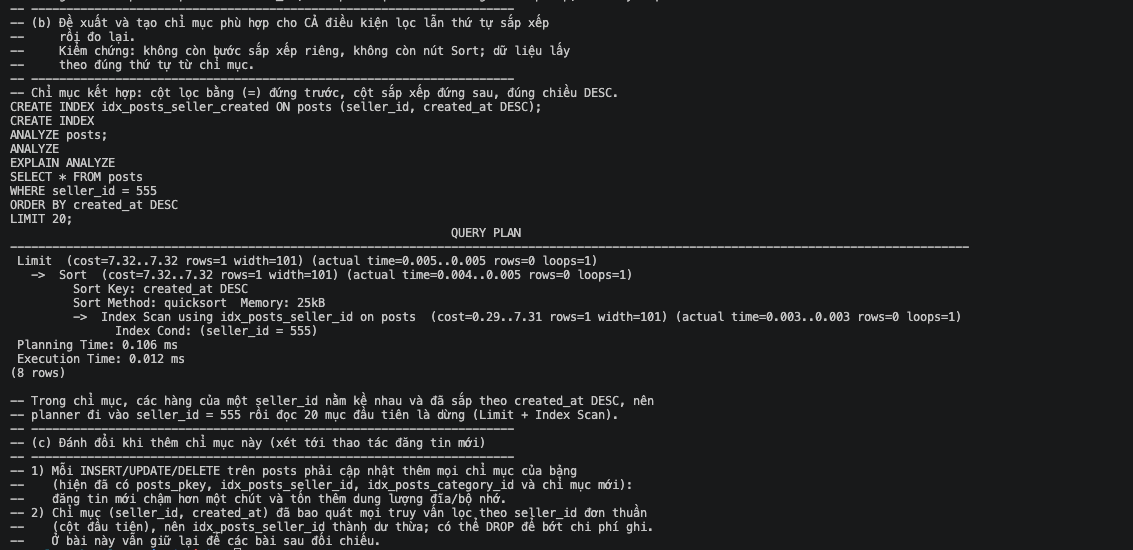 -- ---------------------------------------------------------------------
-- (b) Đề xuất và tạo chỉ mục phù hợp cho CẢ điều kiện lọc lẫn thứ tự sắp xếp
--     rồi đo lại.
--     Kiểm chứng: không còn bước sắp xếp riêng, không còn nút Sort; dữ liệu lấy
--     theo đúng thứ tự từ chỉ mục.
-- ---------------------------------------------------------------------
-- Chỉ mục kết hợp: cột lọc bằng (=) đứng trước, cột sắp xếp đứng sau, đúng chiều DESC.
CREATE INDEX idx_posts_seller_created ON posts (seller_id, created_at DESC);
CREATE INDEX
ANALYZE posts;
ANALYZE
EXPLAIN ANALYZE
SELECT * FROM posts
WHERE seller_id = 555
ORDER BY created_at DESC
LIMIT 20;
QUERY PLAN
-----------------------------------------------------------------------------------------------------------------------------------------
Limit  (cost=7.32..7.32 rows=1 width=101) (actual time=0.005..0.005 rows=0 loops=1)
  ->  Sort  (cost=7.32..7.32 rows=1 width=101) (actual time=0.004..0.005 rows=0 loops=1)
        Sort Key: created_at DESC
        Sort Method: quicksort  Memory: 25kB
        ->  Index Scan using idx_posts_seller_id on posts  (cost=0.29..7.31 rows=1 width=101) (actual time=0.003..0.003 rows=0 loops=1)
              Index Cond: (seller_id = 555)
Planning Time: 0.106 ms
Execution Time: 0.012 ms
(8 rows)
-- Trong chỉ mục, các hàng của một seller_id nằm kề nhau và đã sắp theo created_at DESC, nên
-- planner đi vào seller_id = 555 rồi đọc 20 mục đầu tiên là dừng (Limit + Index Scan).
-- ---------------------------------------------------------------------
-- (c) Đánh đổi khi thêm chỉ mục này (xét tới thao tác đăng tin mới)
-- ---------------------------------------------------------------------
-- 1) Mỗi INSERT/UPDATE/DELETE trên posts phải cập nhật thêm mọi chỉ mục của bảng
--    (hiện đã có posts_pkey, idx_posts_seller_id, idx_posts_category_id và chỉ mục mới):
--    đăng tin mới chậm hơn một chút và tốn thêm dung lượng đĩa/bộ nhớ.
-- 2) Chỉ mục (seller_id, created_at) đã bao quát mọi truy vấn lọc theo seller_id đơn thuần
--    (cột đầu tiên), nên idx_posts_seller_id thành dư thừa; có thể DROP để bớt chi phí ghi.
--    Ở bài này vẫn giữ lại để các bài sau đối chiếu.